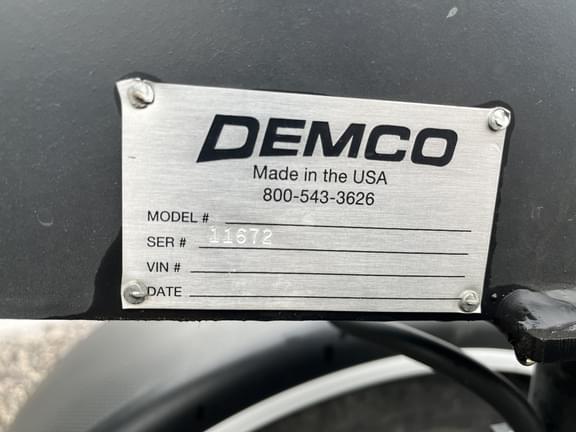 DEMCO
Made in the USA
800-543-3626
MODEL #
SER # 11672
VIN #
DATE